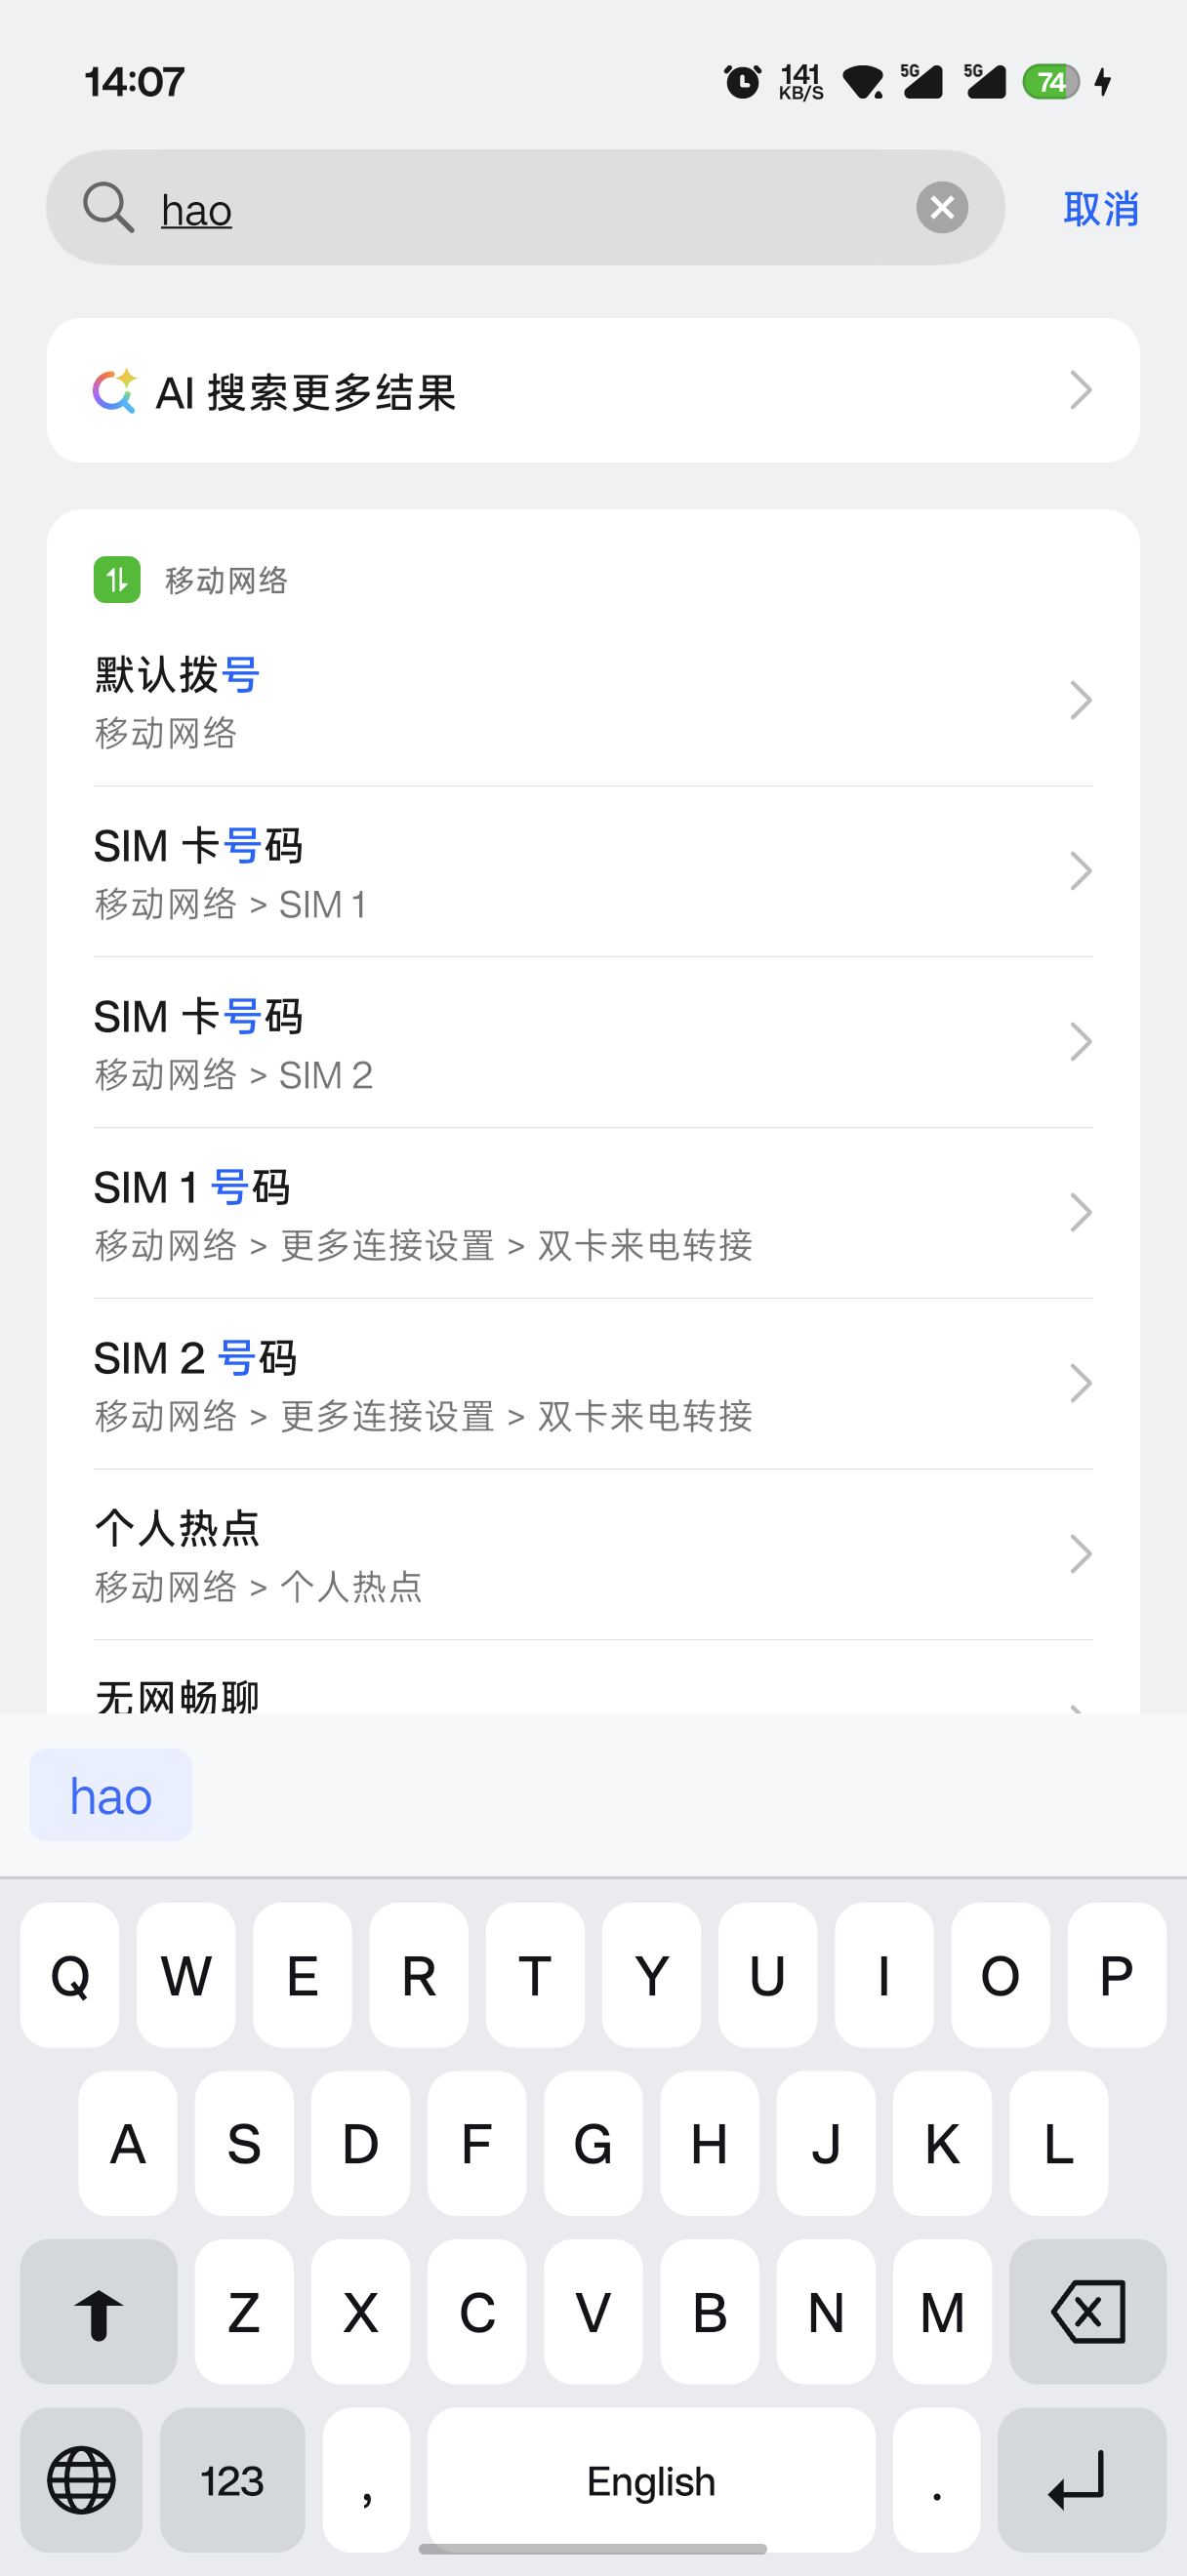 14:07
141
KB/S
5G
5G
74
hao
取消
AI 搜索更多结果
移动网络
默认拨号
移动网络
SIM 卡号码
移动网络 > SIM 1
SIM 卡号码
移动网络 > SIM 2
SIM 1 号码
移动网络 > 更多连接设置 > 双卡来电转接
SIM 2 号码
移动网络 > 更多连接设置 > 双卡来电转接
个人热点
移动网络 > 个人热点
无网畅聊
hao
Q W E R T Y U I O P
A S D F G H J K L
Z X C V B N M
123 , English .